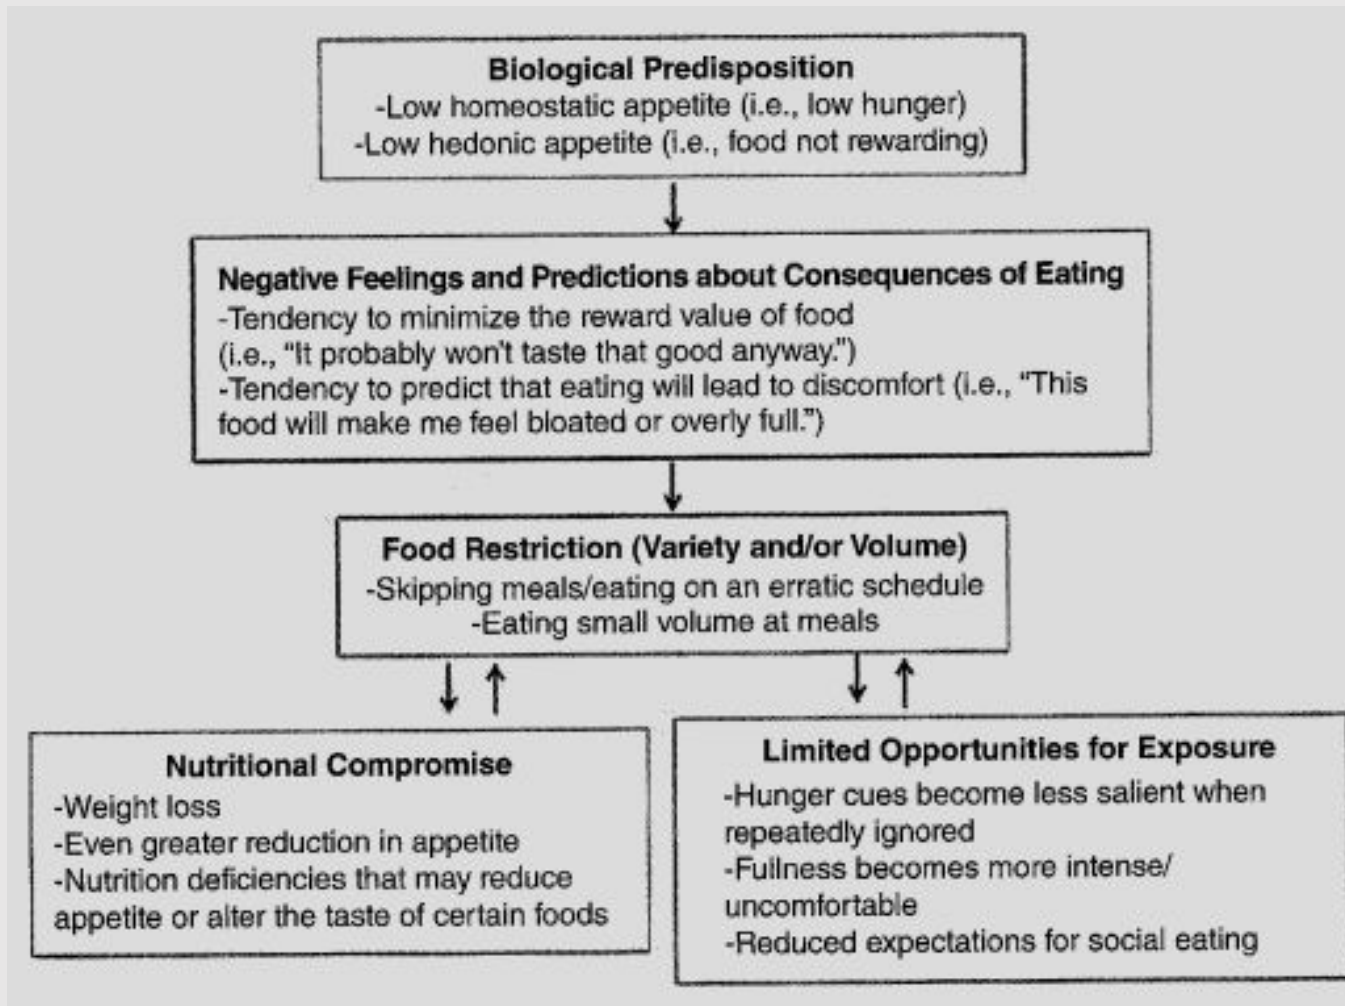 Biological Predisposition
-Low homeostatic appetite (i.e., low hunger)
-Low hedonic appetite (i.e., food not rewarding)
Negative Feelings and Predictions about Consequences of Eating
-Tendency to minimize the reward value of food
(i.e., "It probably won't taste that good anyway.")
-Tendency to predict that eating will lead to discomfort (i.e., "This
food will make me feel bloated or overly full.")
Food Restriction (Variety and/or Volume)
-Skipping meals/eating on an erratic schedule
-Eating small volume at meals
Nutritional Compromise
-Weight loss
-Even greater reduction in appetite
-Nutrition deficiencies that may reduce
appetite or alter the taste of certain foods
Limited Opportunities for Exposure
-Hunger cues become less salient when
repeatedly ignored
-Fullness becomes more intense/
uncomfortable
-Reduced expectations for social eating